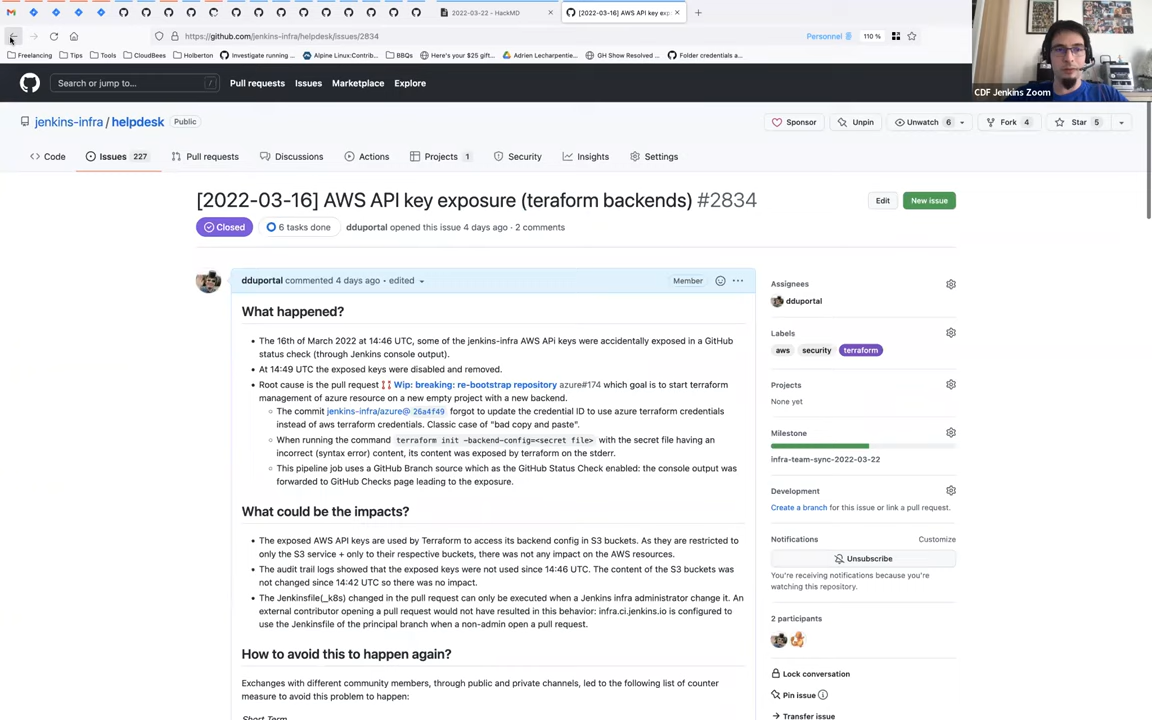 2022-03-22 - HackMD
[2022-03-16] AWS API key exp
https://github.com/jenkins-infra/helpdesk/issues/2834
Personnel
110 %
Freelancing
Tips
Tools
CloudBees
Holberton
Investigate running ...
Alpine Linux:Contrib...
BBQs
Here's your $25 gift...
Adrien Lecharpentie...
GH Show Resolved ...
Folder credentials a...
CDF Jenkins Zoom
Search or jump to...
/
Pull requests
Issues
Marketplace
Explore
jenkins-infra / helpdesk
Public
Sponsor
Unpin
Unwatch 6
Fork 4
Star 5
Code
Issues 227
Pull requests
Discussions
Actions
Projects 1
Security
Insights
Settings
[2022-03-16] AWS API key exposure (teraform backends) #2834
Edit
New issue
Closed
6 tasks done
dduportal opened this issue 4 days ago · 2 comments
dduportal commented 4 days ago • edited
Member
What happened?
• The 16th of March 2022 at 14:46 UTC, some of the jenkins-infra AWS APi keys were accidentally exposed in a GitHub
status check (through Jenkins console output).
• At 14:49 UTC the exposed keys were disabled and removed.
• Root cause is the pull request Wip: breaking: re-bootstrap repository azure#174 which goal is to start terraform
management of azure resource on a new empty project with a new backend.
The commit jenkins-infra/azure@ 26a4f49 forgot to update the credential ID to use azure terraform credentials
instead of aws terraform credentials. Classic case of "bad copy and paste".
When running the command terraform init -backend-config=<secret file> with the secret file having an
incorrect (syntax error) content, its content was exposed by terraform on the stderr.
This pipeline job uses a GitHub Branch source which as the GitHub Status Check enabled: the console output was
forwarded to GitHub Checks page leading to the exposure.
What could be the impacts?
• The exposed AWS API keys are used by Terraform to access its backend config in S3 buckets. As they are restricted to
only the S3 service + only to their respective buckets, there was not any impact on the AWS resources.
• The audit trail logs showed that the exposed keys were not used since 14:46 UTC. The content of the S3 buckets was
not changed since 14:42 UTC so there was no impact.
• The Jenkinsfile(_k8s) changed in the pull request can only be executed when a Jenkins infra administrator change it. An
external contributor opening a pull request would not have resulted in this behavior: infra.ci.jenkins.io is configured to
use the Jenkinsfile of the principal branch when a non-admin open a pull request.
How to avoid this to happen again?
Exchanges with different community members, through public and private channels, led to the following list of counter
measure to avoid this problem to happen:
Short Term
Assignees
dduportal
Labels
aws
security
terraform
Projects
None yet
Milestone
infra-team-sync-2022-03-22
Development
Create a branch for this issue or link a pull request.
Notifications
Customize
Unsubscribe
You're receiving notifications because you're
watching this repository.
2 participants
Lock conversation
Pin issue
Transfer issue